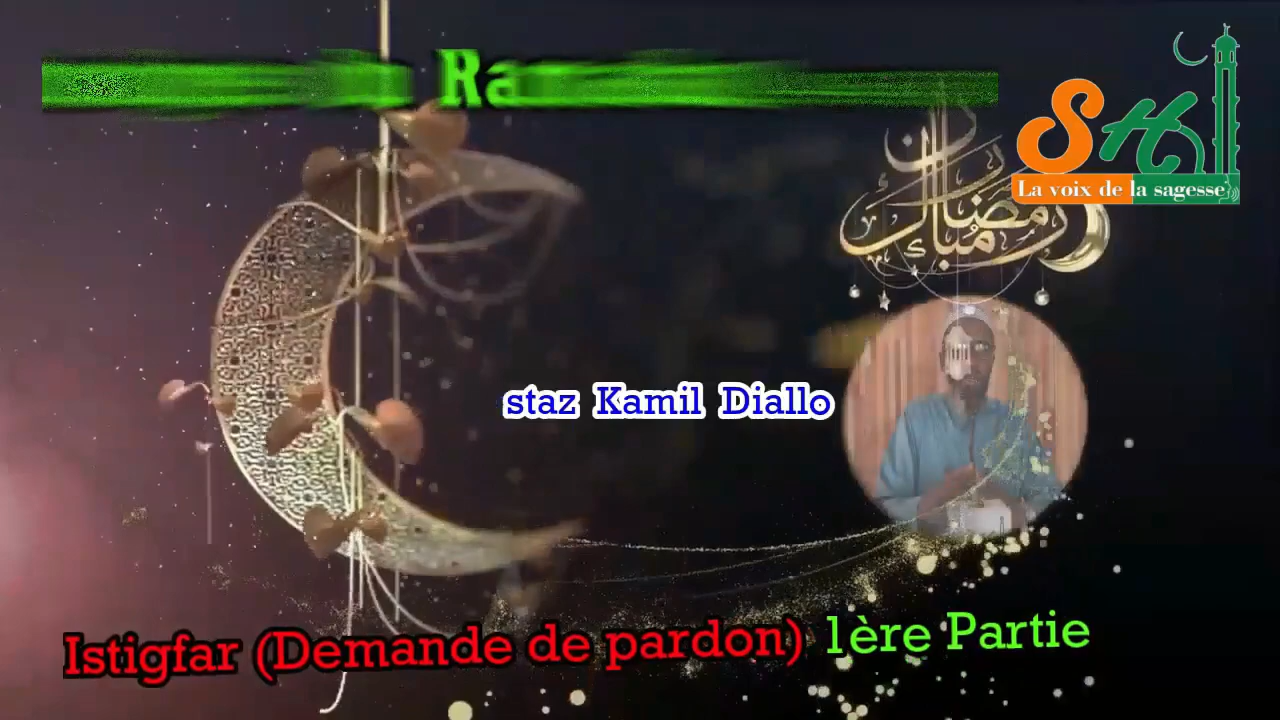 Ra
SH
La voix de la sagesse
رمضان
مبارك
staz Kamil Diallo
Istigfar (Demande de pardon) 1ère Partie